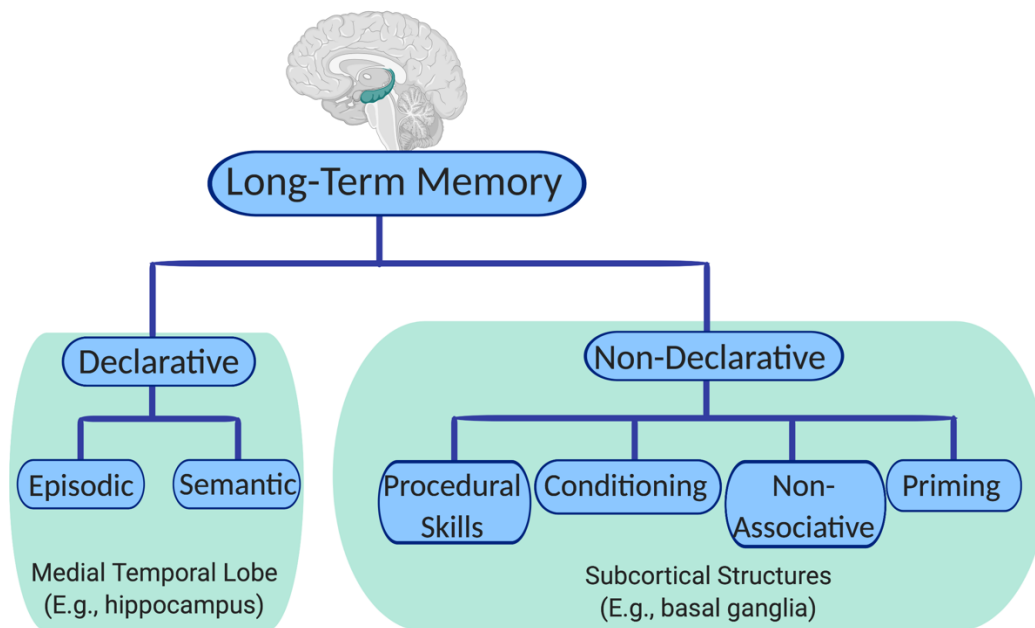 Long-Term Memory
Declarative
Non-Declarative
Episodic
Semantic
Procedural
Skills
Conditioning
Non-
Associative
Priming
Medial Temporal Lobe
(E.g., hippocampus)
Subcortical Structures
(E.g., basal ganglia)